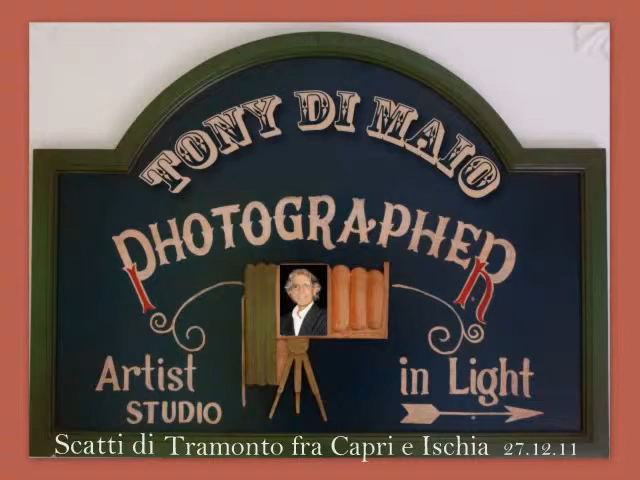 TONY DI MAIO
PHOTOGRAPHER
Artist in Light
STUDIO
Scatti di Tramonto fra Capri e Ischia 27.12.11